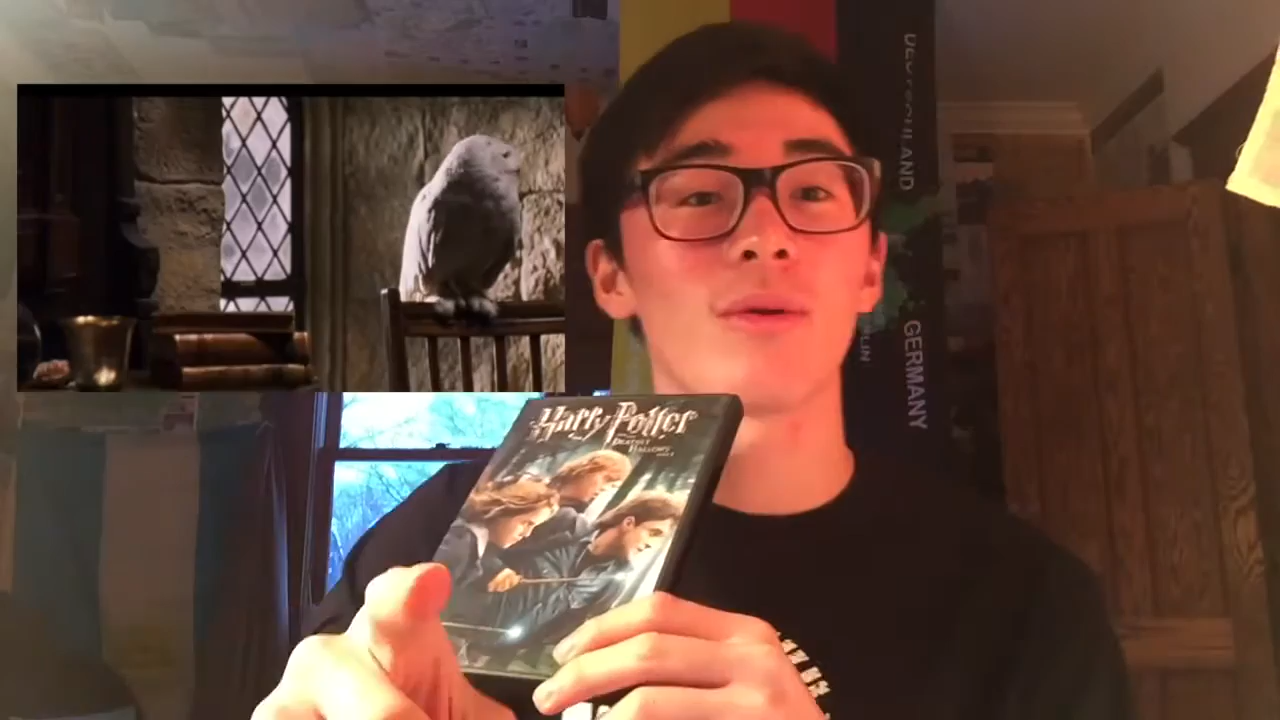 Harry Potter
DEATHLY
HALLOWS
DEUTSCHLAND
GERMANY